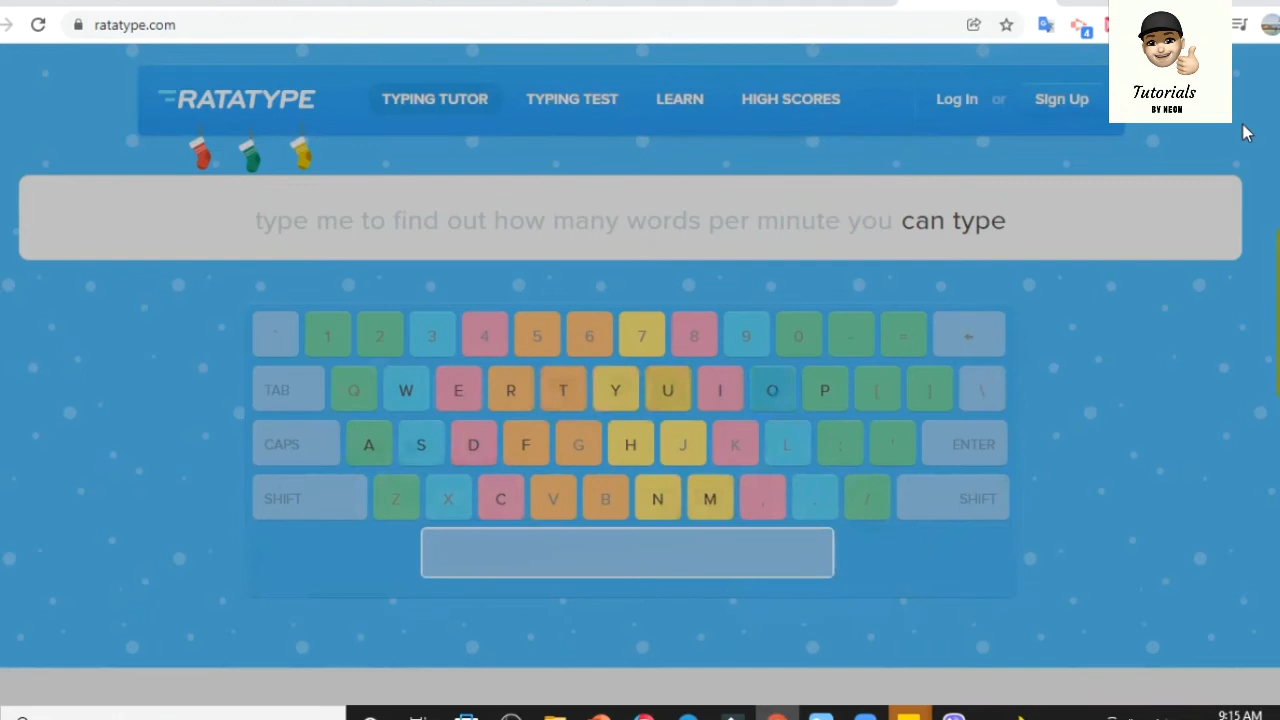 ratatype.com
4
Tutorials
BY NEON
RATATYPE
TYPING TUTOR
TYPING TEST
LEARN
HIGH SCORES
Log In or Sign Up
type me to find out how many words per minute you can type
` 1 2 3 4 5 6 7 8 9 0 - =
TAB Q W E R T Y U I O P [ ] \
CAPS A S D F G H J K L ; ' ENTER
SHIFT Z X C V B N M , . / SHIFT
9:15 AM